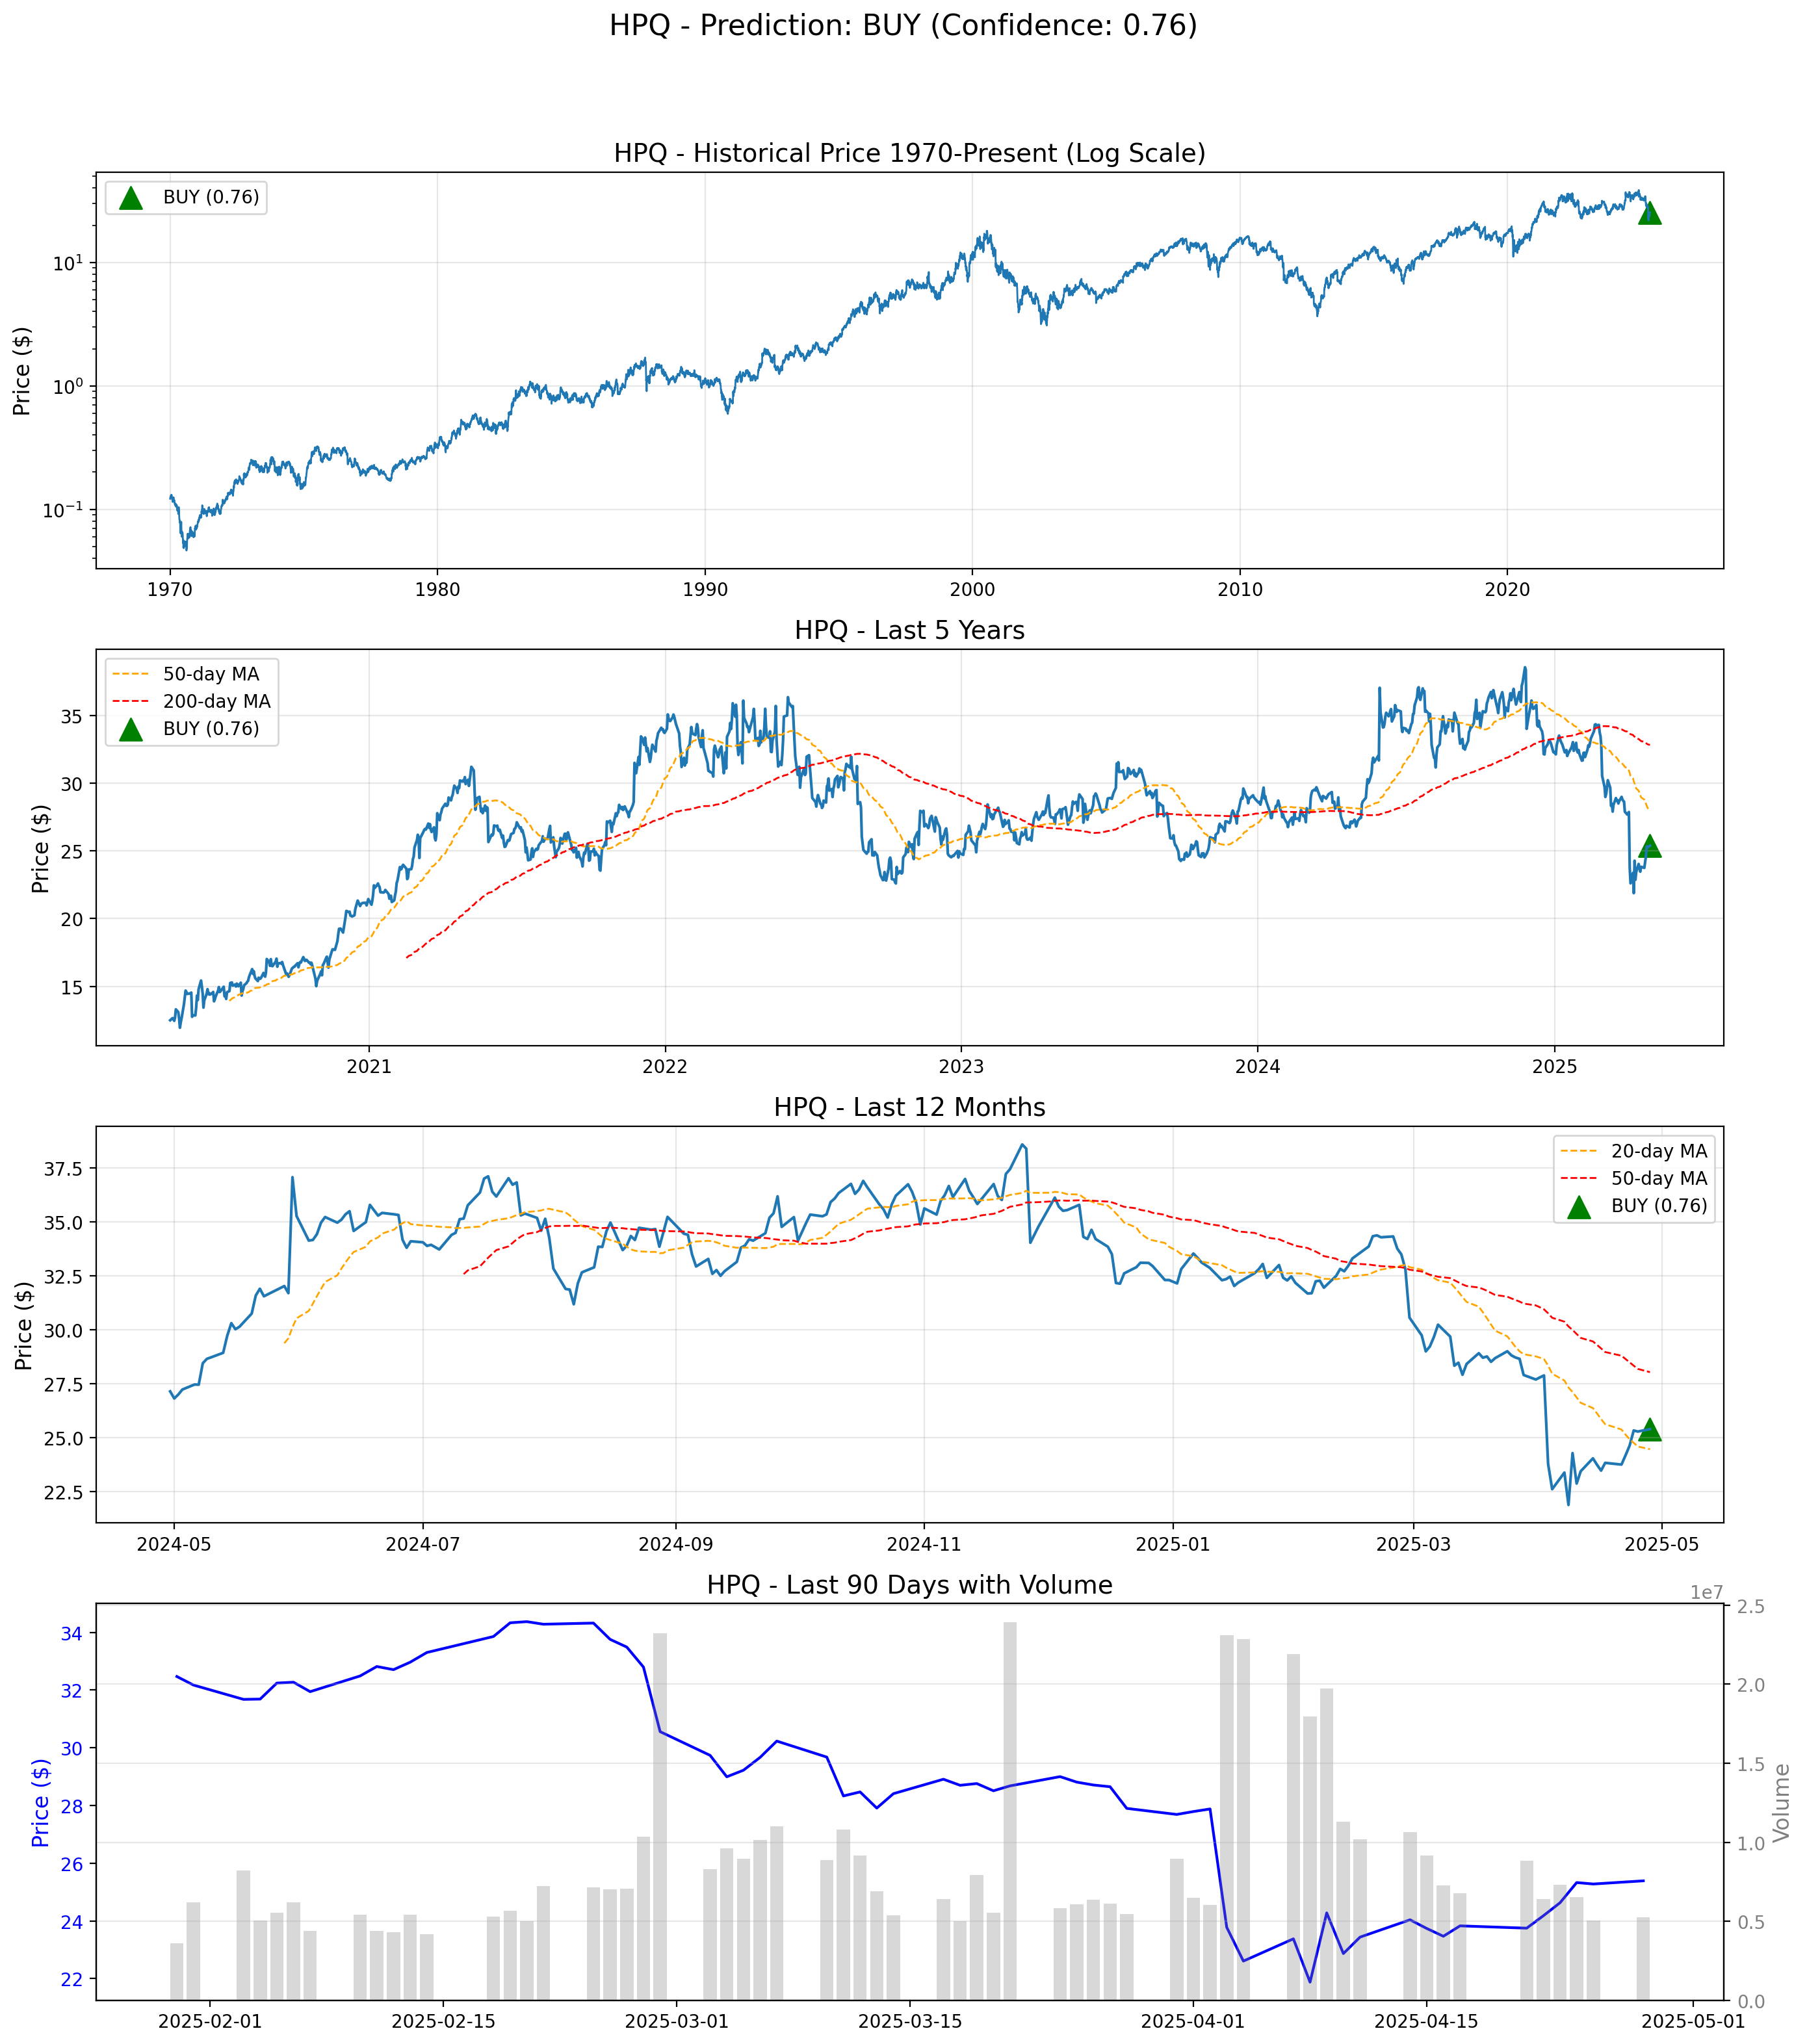 HPQ - Prediction: BUY (Confidence: 0.76)
HPQ - Historical Price 1970-Present (Log Scale)
BUY (0.76)
Price ($)
10¹
10⁰
10⁻¹
1970 1980 1990 2000 2010 2020
HPQ - Last 5 Years
50-day MA
200-day MA
BUY (0.76)
Price ($)
35
30
25
20
15
2021 2022 2023 2024 2025
HPQ - Last 12 Months
20-day MA
50-day MA
BUY (0.76)
Price ($)
37.5
35.0
32.5
30.0
27.5
25.0
22.5
2024-05 2024-07 2024-09 2024-11 2025-01 2025-03 2025-05
HPQ - Last 90 Days with Volume
1e7
Price ($)
34
32
30
28
26
24
22
2.5
2.0
1.5
1.0
0.5
0.0
Volume
2025-02-01 2025-02-15 2025-03-01 2025-03-15 2025-04-01 2025-04-15 2025-05-01